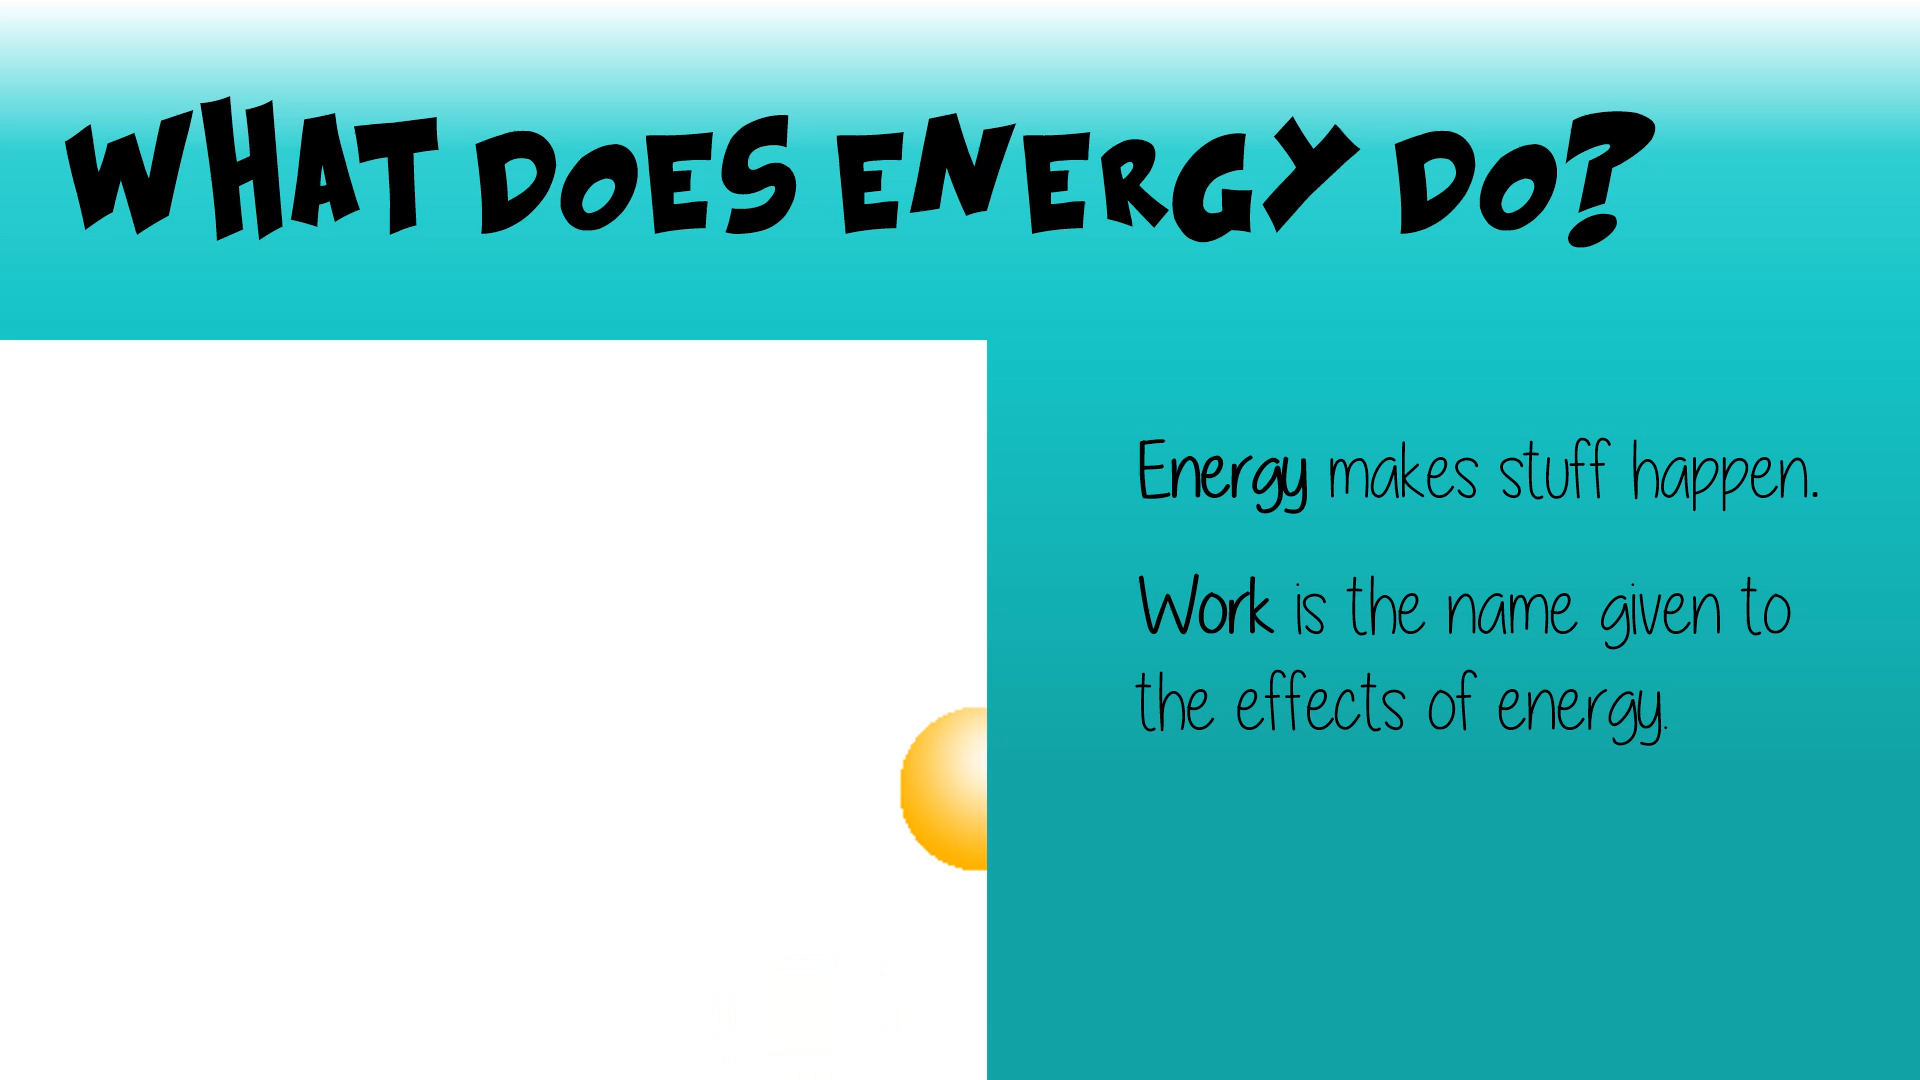 WHAT DOES ENERGY DO?
Energy makes stuff happen.
Work is the name given to
the effects of energy.